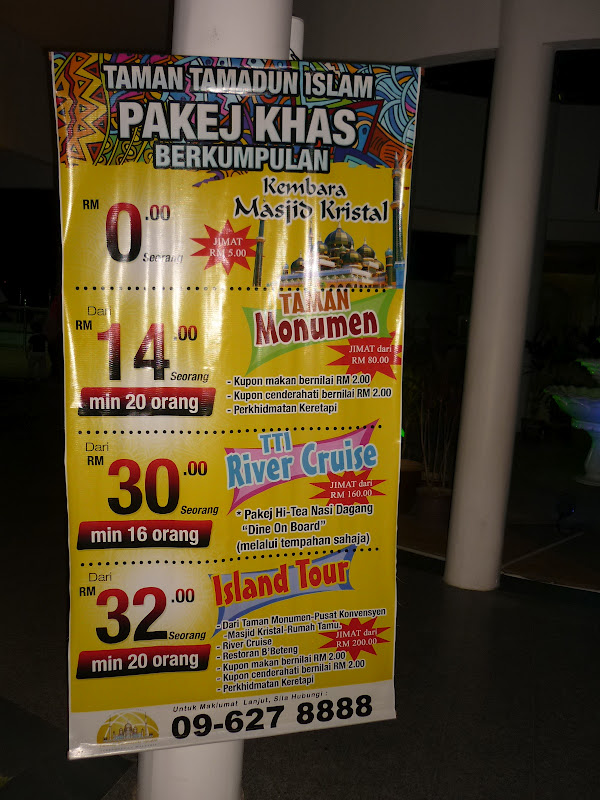 TAMAN TAMADUN ISLAM
PAKEJ KHAS
BERKUMPULAN
Kembara
Masjid Kristal
RM 0.00
Seorang
JIMAT
RM 5.00
TAMAN
Monumen
Dari
RM 14.00
Seorang
min 20 orang
JIMAT dari
RM 80.00
- Kupon makan bernilai RM 2.00
- Kupon cenderahati bernilai RM 2.00
- Perkhidmatan Keretapi
TTI
River Cruise
Dari
RM 30.00
Seorang
min 16 orang
JIMAT dari
RM 160.00
* Pakej Hi-Tea Nasi Dagang
“Dine On Board”
(melalui tempahan sahaja)
Island Tour
Dari
RM 32.00
Seorang
min 20 orang
- Dari Taman Monumen-Pusat Konvensyen
-Masjid Kristal-Rumah Tamu.
- River Cruise
- Restoran B'Beteng
- Kupon makan bernilai RM 2.00
- Kupon cenderahati bernilai RM 2.00
- Perkhidmatan Keretapi
JIMAT dari
RM 200.00
Untuk Maklumat Lanjut, Sila Hubungi :
09-627 8888